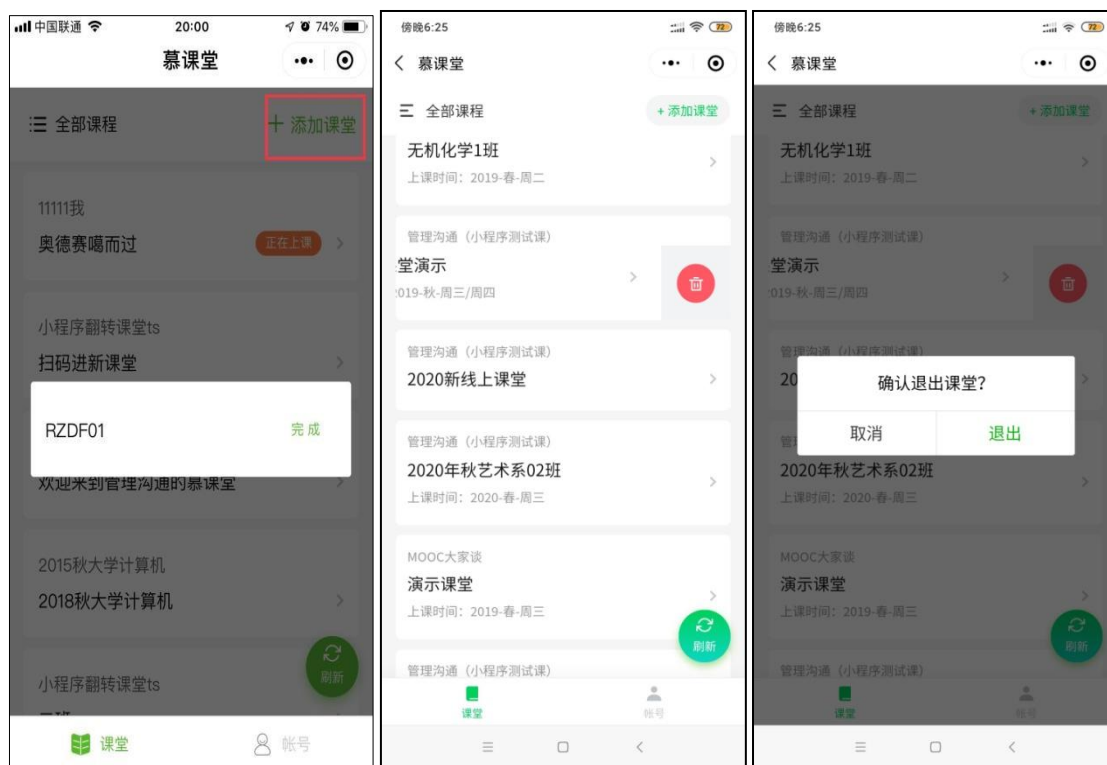 中国联通 20:00 74%
慕课堂
全部课程 + 添加课堂
11111我
奥德赛噶而过 正在上课
小程序翻转课堂ts
扫码进新课堂
RZDF01 完成
欢迎来到管理沟通的慕课堂
2015秋大学计算机
2018秋大学计算机
刷新
小程序翻转课堂ts
课堂 帐号
傍晚6:25 72
慕课堂
全部课程 + 添加课堂
无机化学1班
上课时间：2019-春-周二
管理沟通（小程序测试课）
堂演示
019-秋-周三/周四
管理沟通（小程序测试课）
2020新线上课堂
管理沟通（小程序测试课）
2020年秋艺术系02班
上课时间：2020-春-周三
MOOC大家谈
演示课堂
上课时间：2019-春-周三
刷新
管理沟通（小程序测试课）
课堂 帐号
傍晚6:25 72
慕课堂
全部课程 + 添加课堂
无机化学1班
上课时间：2019-春-周二
管理沟通（小程序测试课）
堂演示
019-秋-周三/周四
管理沟通（小程序测试课）
20
确认退出课堂？
取消 退出
管
2020年秋艺术系02班
上课时间：2020-春-周三
MOOC大家谈
演示课堂
上课时间：2019-春-周三
刷新
管理沟通（小程序测试课）
课堂 帐号